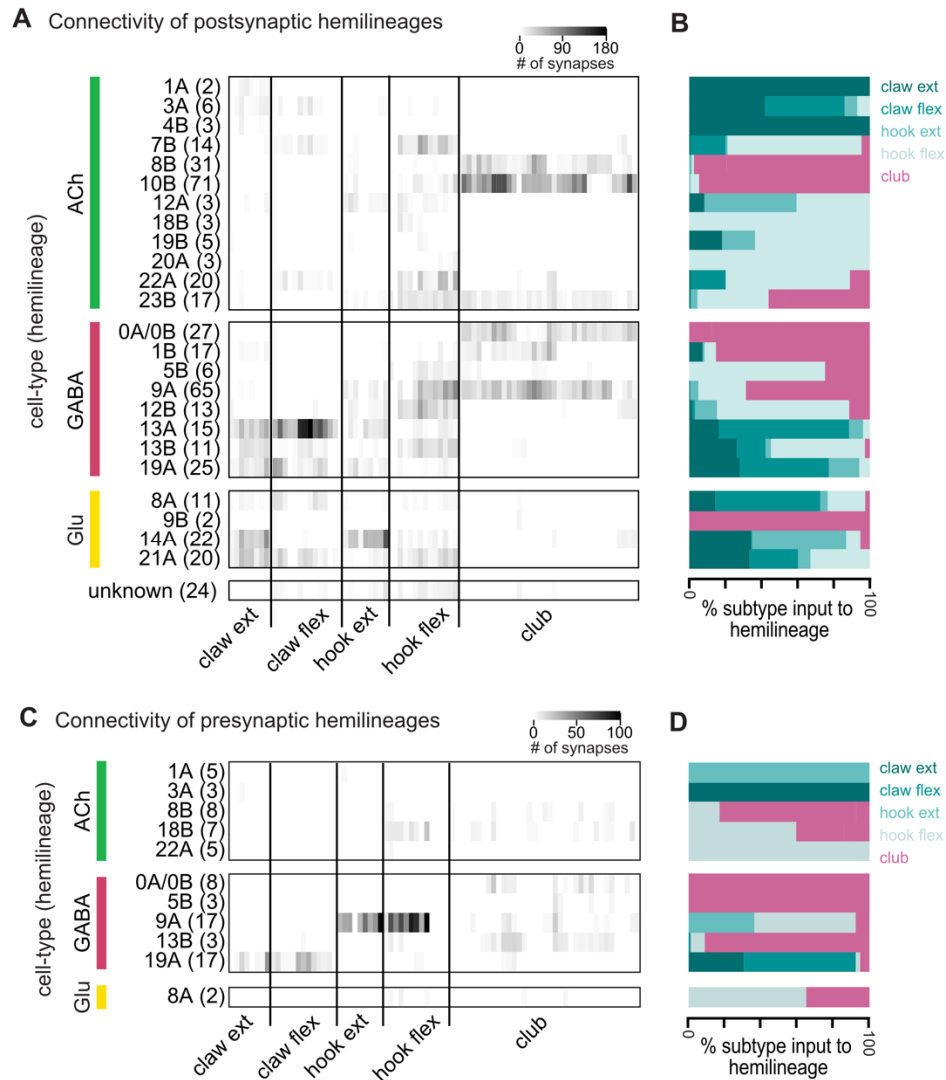 A Connectivity of postsynaptic hemilineages
0 90 180
# of synapses
cell-type (hemilineage)
ACh
1A (2)
3A (6)
4B (3)
7B (14)
8B (31)
10B (71)
12A (3)
18B (3)
19B (5)
20A (3)
22A (20)
23B (17)
GABA
0A/0B (27)
1B (17)
5B (6)
9A (65)
12B (13)
13A (15)
13B (11)
19A (25)
Glu
8A (11)
9B (2)
14A (22)
21A (20)
unknown (24)
claw ext
claw flex
hook ext
hook flex
club
B
claw ext
claw flex
hook ext
hook flex
club
0 100
% subtype input to
hemilineage
C Connectivity of presynaptic hemilineages
0 50 100
# of synapses
cell-type (hemilineage)
ACh
1A (5)
3A (3)
8B (8)
18B (7)
22A (5)
GABA
0A/0B (8)
5B (3)
9A (17)
13B (3)
19A (17)
Glu
8A (2)
claw ext
claw flex
hook ext
hook flex
club
D
claw ext
claw flex
hook ext
hook flex
club
0 100
% subtype input to
hemilineage